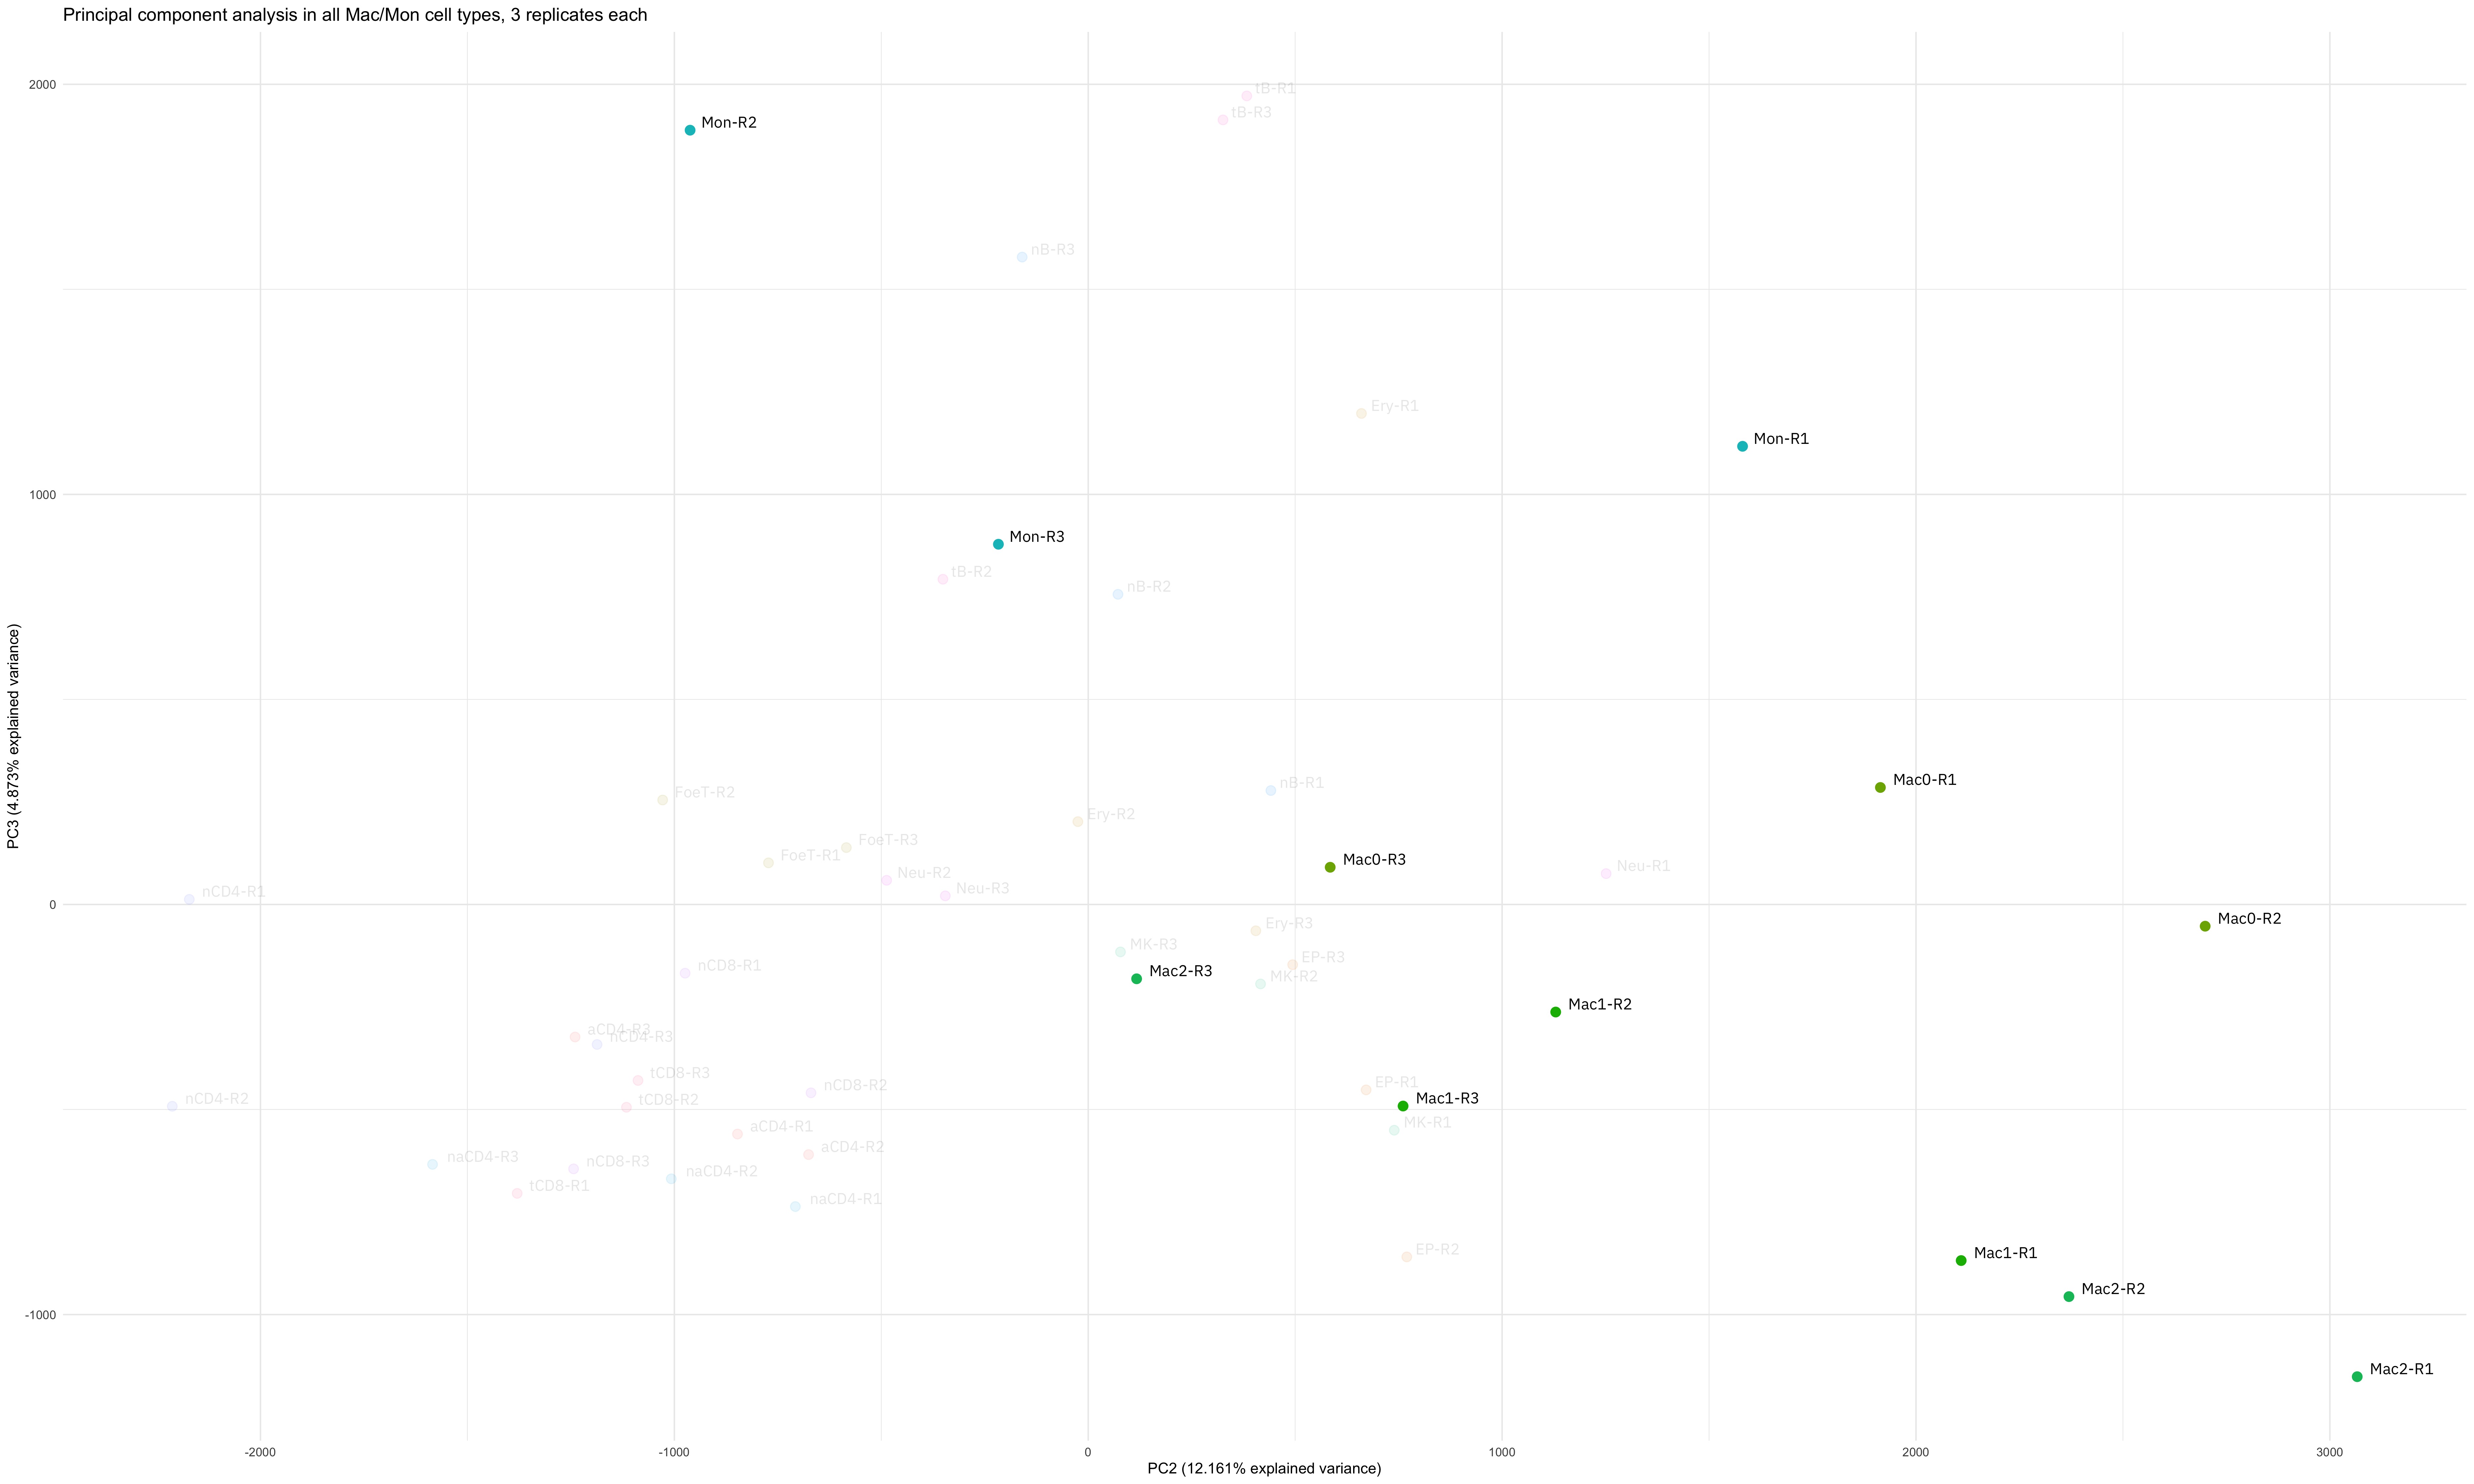 Principal component analysis in all Mac/Mon cell types, 3 replicates each
2000
tB-R1
tB-R3
Mon-R2
nB-R3
Ery-R1
Mon-R1
1000
Mon-R3
tB-R2
nB-R2
PC3 (4.873% explained variance)
Mac0-R1
nB-R1
FoeT-R2
Ery-R2
FoeT-R3
FoeT-R1
Mac0-R3
Neu-R1
Neu-R2
Neu-R3
nCD4-R1
0
Mac0-R2
Ery-R3
MK-R3
EP-R3
nCD8-R1
Mac2-R3
MK-R2
Mac1-R2
aCD4-R3
nCD4-R3
tCD8-R3
nCD8-R2
EP-R1
nCD4-R2
tCD8-R2
Mac1-R3
MK-R1
aCD4-R1
aCD4-R2
naCD4-R3
nCD8-R3
naCD4-R2
tCD8-R1
naCD4-R1
EP-R2
Mac1-R1
Mac2-R2
-1000
Mac2-R1
-2000
-1000
0
1000
2000
3000
PC2 (12.161% explained variance)